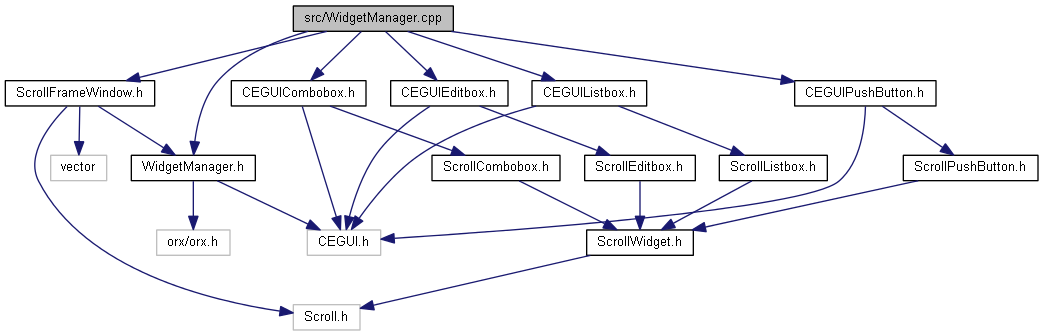 src/WidgetManager.cpp
ScrollFrameWindow.h
CEGUICombobox.h
CEGUIEditbox.h
CEGUIListbox.h
CEGUIPushButton.h
vector
WidgetManager.h
ScrollCombobox.h
ScrollEditbox.h
ScrollListbox.h
ScrollPushButton.h
orx/orx.h
CEGUI.h
ScrollWidget.h
Scroll.h